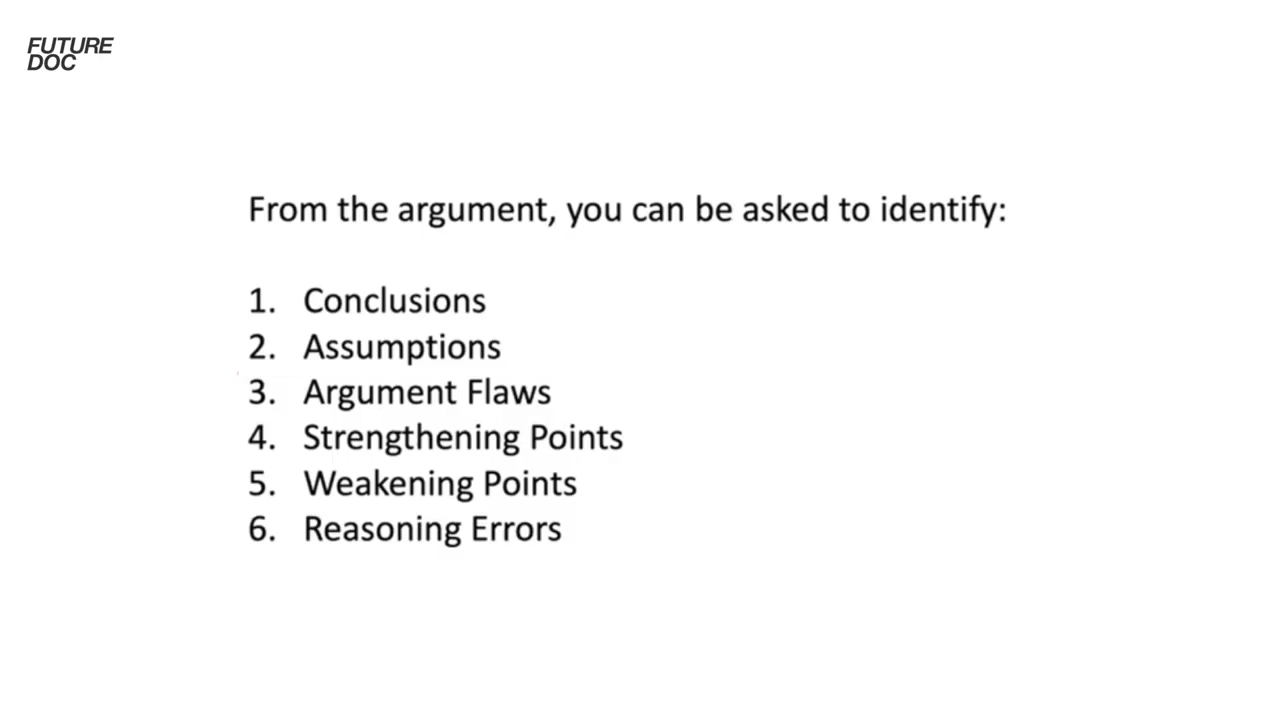 FUTURE
DOC
From the argument, you can be asked to identify:
1. Conclusions
2. Assumptions
3. Argument Flaws
4. Strengthening Points
5. Weakening Points
6. Reasoning Errors